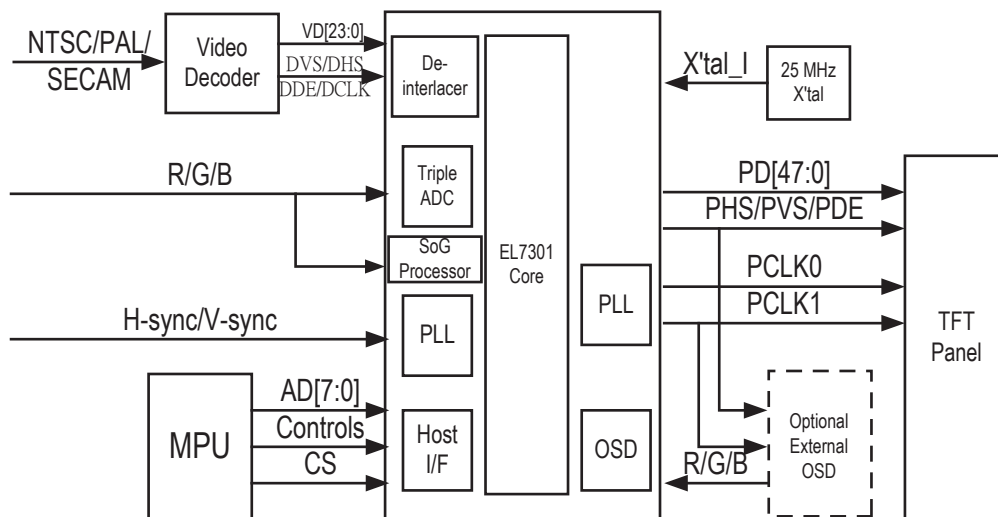 NTSC/PAL/
SECAM
Video
Decoder
VD[23:0]
DVS/DHS
DDE/DCLK
De-
interlacer
X'tal_I
25 MHz
X'tal
R/G/B
Triple
ADC
SoG
Processor
EL7301
Core
PD[47:0]
PHS/PVS/PDE
PCLK0
PCLK1
PLL
TFT
Panel
H-sync/V-sync
PLL
MPU
AD[7:0]
Controls
CS
Host
I/F
OSD
R/G/B
Optional
External
OSD